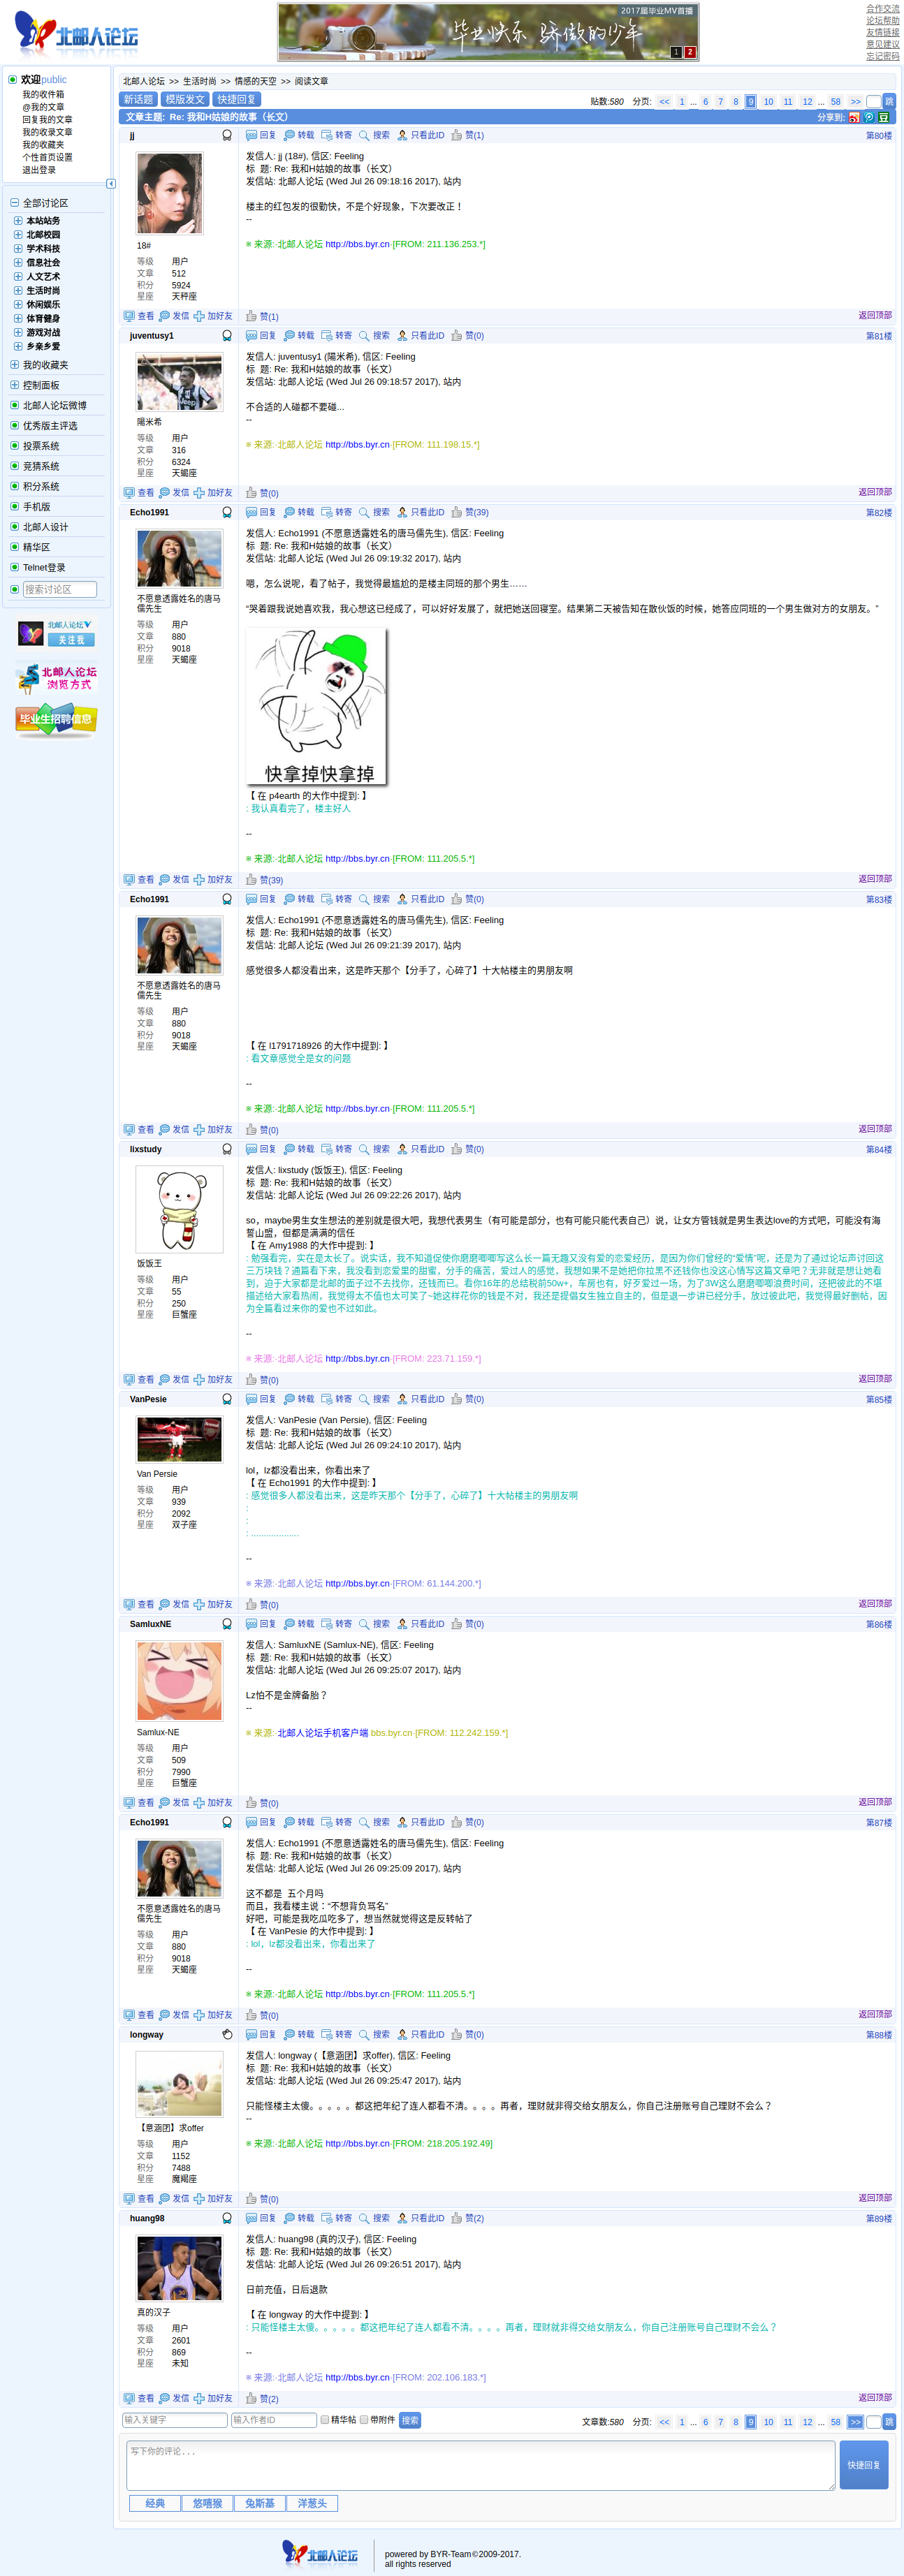 北邮人论坛
2017届毕业MV首播
毕业快乐 骄傲的少年
1 2
合作交流
论坛帮助
友情链接
意见建议
忘记密码
欢迎public
我的收件箱
@我的文章
回复我的文章
我的收录文章
我的收藏夹
个性首页设置
退出登录
全部讨论区
本站站务
北邮校园
学术科技
信息社会
人文艺术
生活时尚
休闲娱乐
体育健身
游戏对战
乡亲乡爱
我的收藏夹
控制面板
北邮人论坛微博
优秀版主评选
投票系统
竞猜系统
积分系统
手机版
北邮人设计
精华区
Telnet登录
搜索讨论区
北邮人论坛
关注我
北邮人论坛
浏览方式
毕业生招聘信息
北邮人论坛 >> 生活时尚 >> 情感的天空 >> 阅读文章
新话题 模版发文 快捷回复
贴数:580 分页: << 1 ... 6 7 8 9 10 11 12 ... 58 >> 跳
文章主题: Re: 我和H姑娘的故事（长文）
分享到:
jj
回复 转载 转寄 搜索 只看此ID 赞(1) 第80楼
18#
等级 用户
文章 512
积分 5924
星座 天秤座
发信人: jj (18#), 信区: Feeling
标 题: Re: 我和H姑娘的故事（长文）
发信站: 北邮人论坛 (Wed Jul 26 09:18:16 2017), 站内
楼主的红包发的很勤快，不是个好现象，下次要改正！
--
※ 来源:·北邮人论坛 http://bbs.byr.cn·[FROM: 211.136.253.*]
查看 发信 加好友 赞(1) 返回顶部
juventusy1
回复 转载 转寄 搜索 只看此ID 赞(0) 第81楼
陽米希
等级 用户
文章 316
积分 6324
星座 天蝎座
发信人: juventusy1 (陽米希), 信区: Feeling
标 题: Re: 我和H姑娘的故事（长文）
发信站: 北邮人论坛 (Wed Jul 26 09:18:57 2017), 站内
不合适的人碰都不要碰...
--
※ 来源:·北邮人论坛 http://bbs.byr.cn·[FROM: 111.198.15.*]
查看 发信 加好友 赞(0) 返回顶部
Echo1991
回复 转载 转寄 搜索 只看此ID 赞(39) 第82楼
不愿意透露姓名的唐马儒先生
等级 用户
文章 880
积分 9018
星座 天蝎座
发信人: Echo1991 (不愿意透露姓名的唐马儒先生), 信区: Feeling
标 题: Re: 我和H姑娘的故事（长文）
发信站: 北邮人论坛 (Wed Jul 26 09:19:32 2017), 站内
嗯，怎么说呢，看了帖子，我觉得最尴尬的是楼主同班的那个男生……
“哭着跟我说她喜欢我，我心想这已经成了，可以好好发展了，就把她送回寝室。结果第二天被告知在散伙饭的时候，她答应同班的一个男生做对方的女朋友。”
快拿掉快拿掉
【 在 p4earth 的大作中提到: 】
: 我认真看完了，楼主好人
--
※ 来源:·北邮人论坛 http://bbs.byr.cn·[FROM: 111.205.5.*]
查看 发信 加好友 赞(39) 返回顶部
Echo1991
回复 转载 转寄 搜索 只看此ID 赞(0) 第83楼
不愿意透露姓名的唐马儒先生
等级 用户
文章 880
积分 9018
星座 天蝎座
发信人: Echo1991 (不愿意透露姓名的唐马儒先生), 信区: Feeling
标 题: Re: 我和H姑娘的故事（长文）
发信站: 北邮人论坛 (Wed Jul 26 09:21:39 2017), 站内
感觉很多人都没看出来，这是昨天那个【分手了，心碎了】十大帖楼主的男朋友啊
【 在 l1791718926 的大作中提到: 】
: 看文章感觉全是女的问题
--
※ 来源:·北邮人论坛 http://bbs.byr.cn·[FROM: 111.205.5.*]
查看 发信 加好友 赞(0) 返回顶部
lixstudy
回复 转载 转寄 搜索 只看此ID 赞(0) 第84楼
饭饭王
等级 用户
文章 55
积分 250
星座 巨蟹座
发信人: lixstudy (饭饭王), 信区: Feeling
标 题: Re: 我和H姑娘的故事（长文）
发信站: 北邮人论坛 (Wed Jul 26 09:22:26 2017), 站内
so，maybe男生女生想法的差别就是很大吧，我想代表男生（有可能是部分，也有可能只能代表自己）说，让女方管钱就是男生表达love的方式吧，可能没有海誓山盟，但都是满满的信任
【 在 Amy1988 的大作中提到: 】
: 勉强看完，实在是太长了。说实话，我不知道促使你磨磨唧唧写这么长一篇无趣又没有爱的恋爱经历，是因为你们曾经的“爱情”呢，还是为了通过论坛声讨回这三万块钱？通篇看下来，我没看到恋爱里的甜蜜，分手的痛苦，爱过人的感觉，我想如果不是她把你拉黑不还钱你也没这心情写这篇文章吧？无非就是想让她看到，迫于大家都是北邮的面子过不去找你，还钱而已。看你16年的总结税前50w+，车房也有，好歹爱过一场，为了3W这么磨磨唧唧浪费时间，还把彼此的不堪描述给大家看热闹，我觉得太不值也太可笑了~她这样花你的钱是不对，我还是提倡女生独立自主的，但是退一步讲已经分手，放过彼此吧，我觉得最好删帖，因为全篇看过来你的爱也不过如此。
--
※ 来源:·北邮人论坛 http://bbs.byr.cn·[FROM: 223.71.159.*]
查看 发信 加好友 赞(0) 返回顶部
VanPesie
回复 转载 转寄 搜索 只看此ID 赞(0) 第85楼
Van Persie
等级 用户
文章 939
积分 2092
星座 双子座
发信人: VanPesie (Van Persie), 信区: Feeling
标 题: Re: 我和H姑娘的故事（长文）
发信站: 北邮人论坛 (Wed Jul 26 09:24:10 2017), 站内
lol，lz都没看出来，你看出来了
【 在 Echo1991 的大作中提到: 】
: 感觉很多人都没看出来，这是昨天那个【分手了，心碎了】十大帖楼主的男朋友啊
:
:
: ...................
--
※ 来源:·北邮人论坛 http://bbs.byr.cn·[FROM: 61.144.200.*]
查看 发信 加好友 赞(0) 返回顶部
SamluxNE
回复 转载 转寄 搜索 只看此ID 赞(0) 第86楼
Samlux-NE
等级 用户
文章 509
积分 7990
星座 巨蟹座
发信人: SamluxNE (Samlux-NE), 信区: Feeling
标 题: Re: 我和H姑娘的故事（长文）
发信站: 北邮人论坛 (Wed Jul 26 09:25:07 2017), 站内
Lz怕不是金牌备胎？
--
※ 来源:·北邮人论坛手机客户端 bbs.byr.cn·[FROM: 112.242.159.*]
查看 发信 加好友 赞(0) 返回顶部
Echo1991
回复 转载 转寄 搜索 只看此ID 赞(0) 第87楼
不愿意透露姓名的唐马儒先生
等级 用户
文章 880
积分 9018
星座 天蝎座
发信人: Echo1991 (不愿意透露姓名的唐马儒先生), 信区: Feeling
标 题: Re: 我和H姑娘的故事（长文）
发信站: 北邮人论坛 (Wed Jul 26 09:25:09 2017), 站内
这不都是 五个月吗
而且，我看楼主说：“不想背负骂名”
好吧，可能是我吃瓜吃多了，想当然就觉得这是反转帖了
【 在 VanPesie 的大作中提到: 】
: lol，lz都没看出来，你看出来了
--
※ 来源:·北邮人论坛 http://bbs.byr.cn·[FROM: 111.205.5.*]
查看 发信 加好友 赞(0) 返回顶部
longway
回复 转载 转寄 搜索 只看此ID 赞(0) 第88楼
【意涵团】求offer
等级 用户
文章 1152
积分 7488
星座 魔羯座
发信人: longway (【意涵团】求offer), 信区: Feeling
标 题: Re: 我和H姑娘的故事（长文）
发信站: 北邮人论坛 (Wed Jul 26 09:25:47 2017), 站内
只能怪楼主太傻。。。。。都这把年纪了连人都看不清。。。。再者，理财就非得交给女朋友么，你自己注册账号自己理财不会么？
--
※ 来源:·北邮人论坛 http://bbs.byr.cn·[FROM: 218.205.192.49]
查看 发信 加好友 赞(0) 返回顶部
huang98
回复 转载 转寄 搜索 只看此ID 赞(2) 第89楼
真的汉子
等级 用户
文章 2601
积分 869
星座 未知
发信人: huang98 (真的汉子), 信区: Feeling
标 题: Re: 我和H姑娘的故事（长文）
发信站: 北邮人论坛 (Wed Jul 26 09:26:51 2017), 站内
日前充值，日后退款
【 在 longway 的大作中提到: 】
: 只能怪楼主太傻。。。。。都这把年纪了连人都看不清。。。。再者，理财就非得交给女朋友么，你自己注册账号自己理财不会么？
--
※ 来源:·北邮人论坛 http://bbs.byr.cn·[FROM: 202.106.183.*]
查看 发信 加好友 赞(2) 返回顶部
输入关键字 输入作者ID 精华帖 带附件 搜索
文章数:580 分页: << 1 ... 6 7 8 9 10 11 12 ... 58 >> 跳
写下你的评论...
快捷回复
经典 悠嘻猴 兔斯基 洋葱头
北邮人论坛
powered by BYR-Team©2009-2017.
all rights reserved